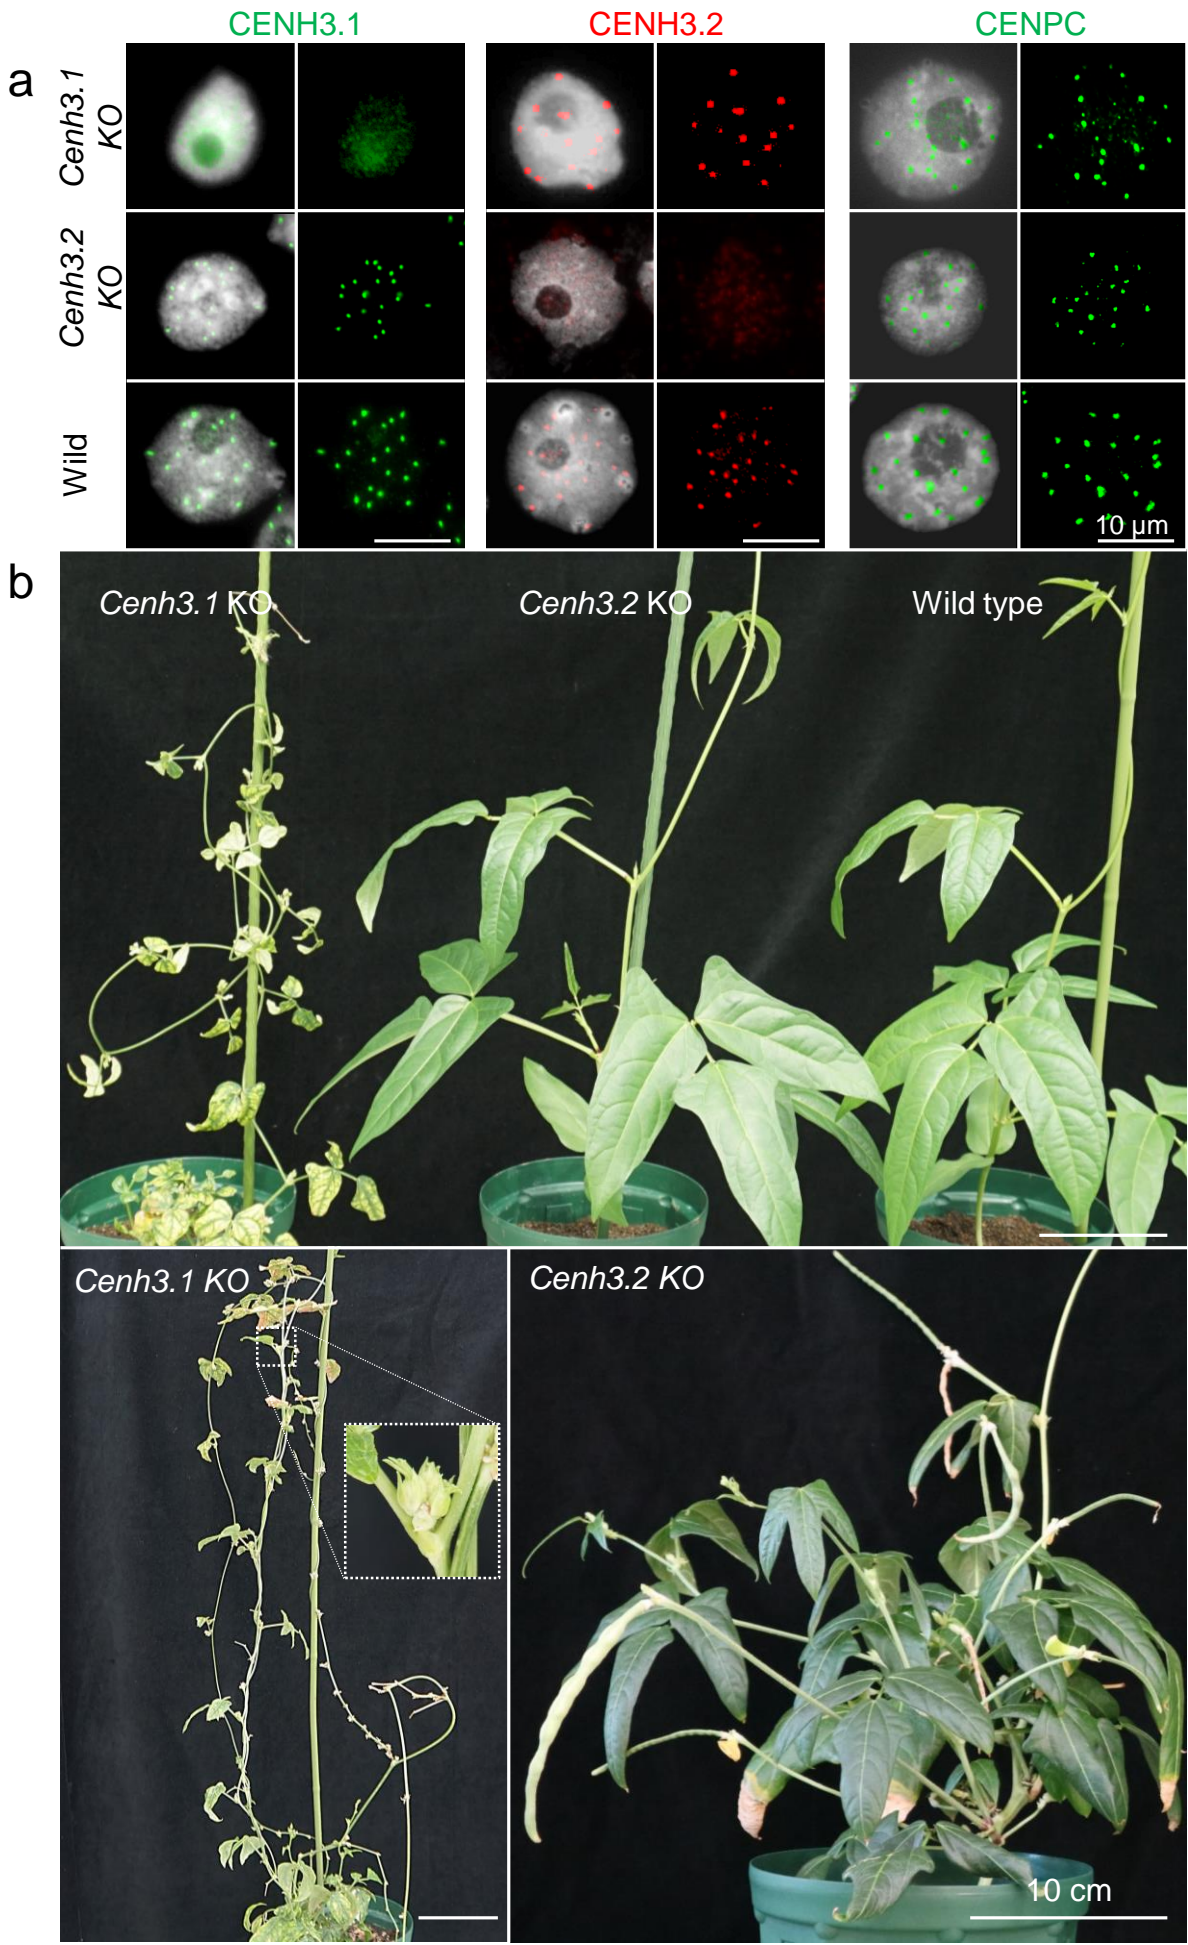 CENH3.1 CENH3.2 CENPC
a
Cenh3.1
KO
Cenh3.2
KO
Wild
10 µm
b
Cenh3.1 KO Cenh3.2 KO Wild type
Cenh3.1 KO Cenh3.2 KO
10 cm